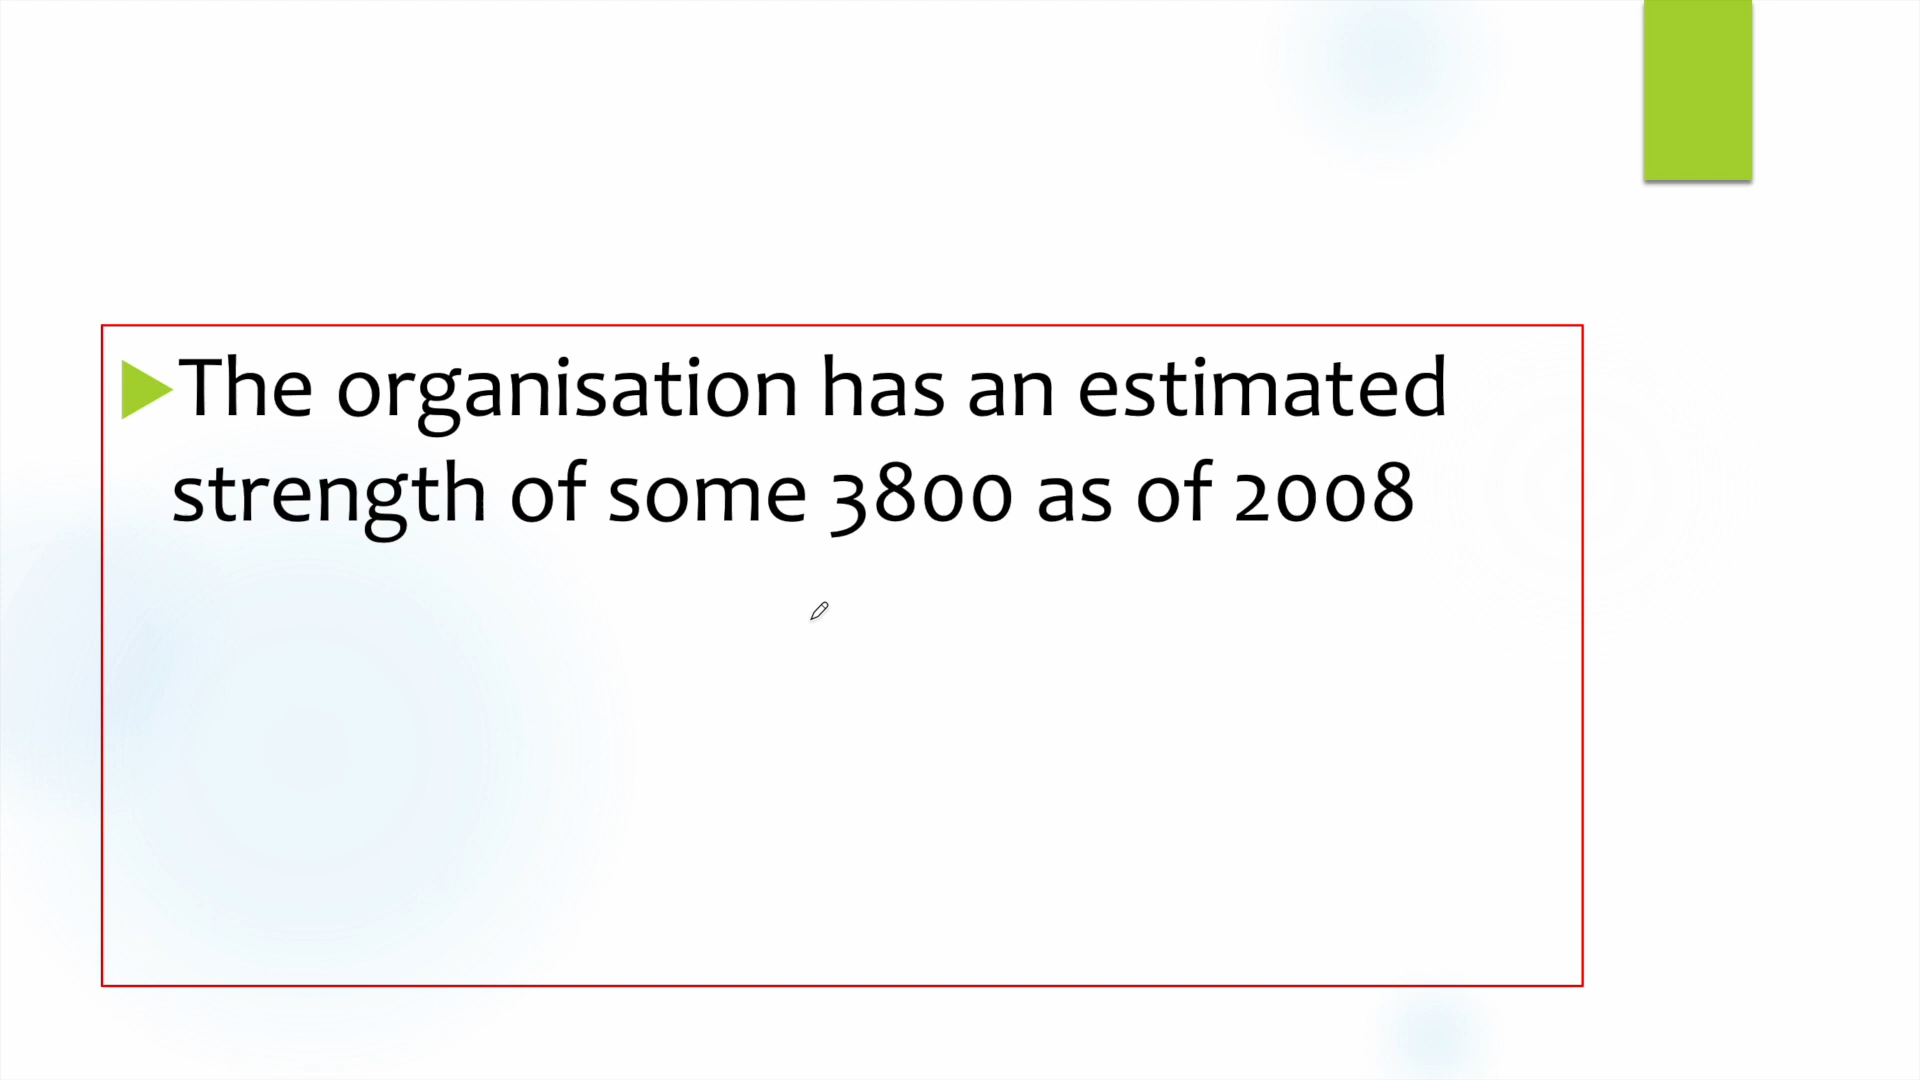 The organisation has an estimated
strength of some 3800 as of 2008